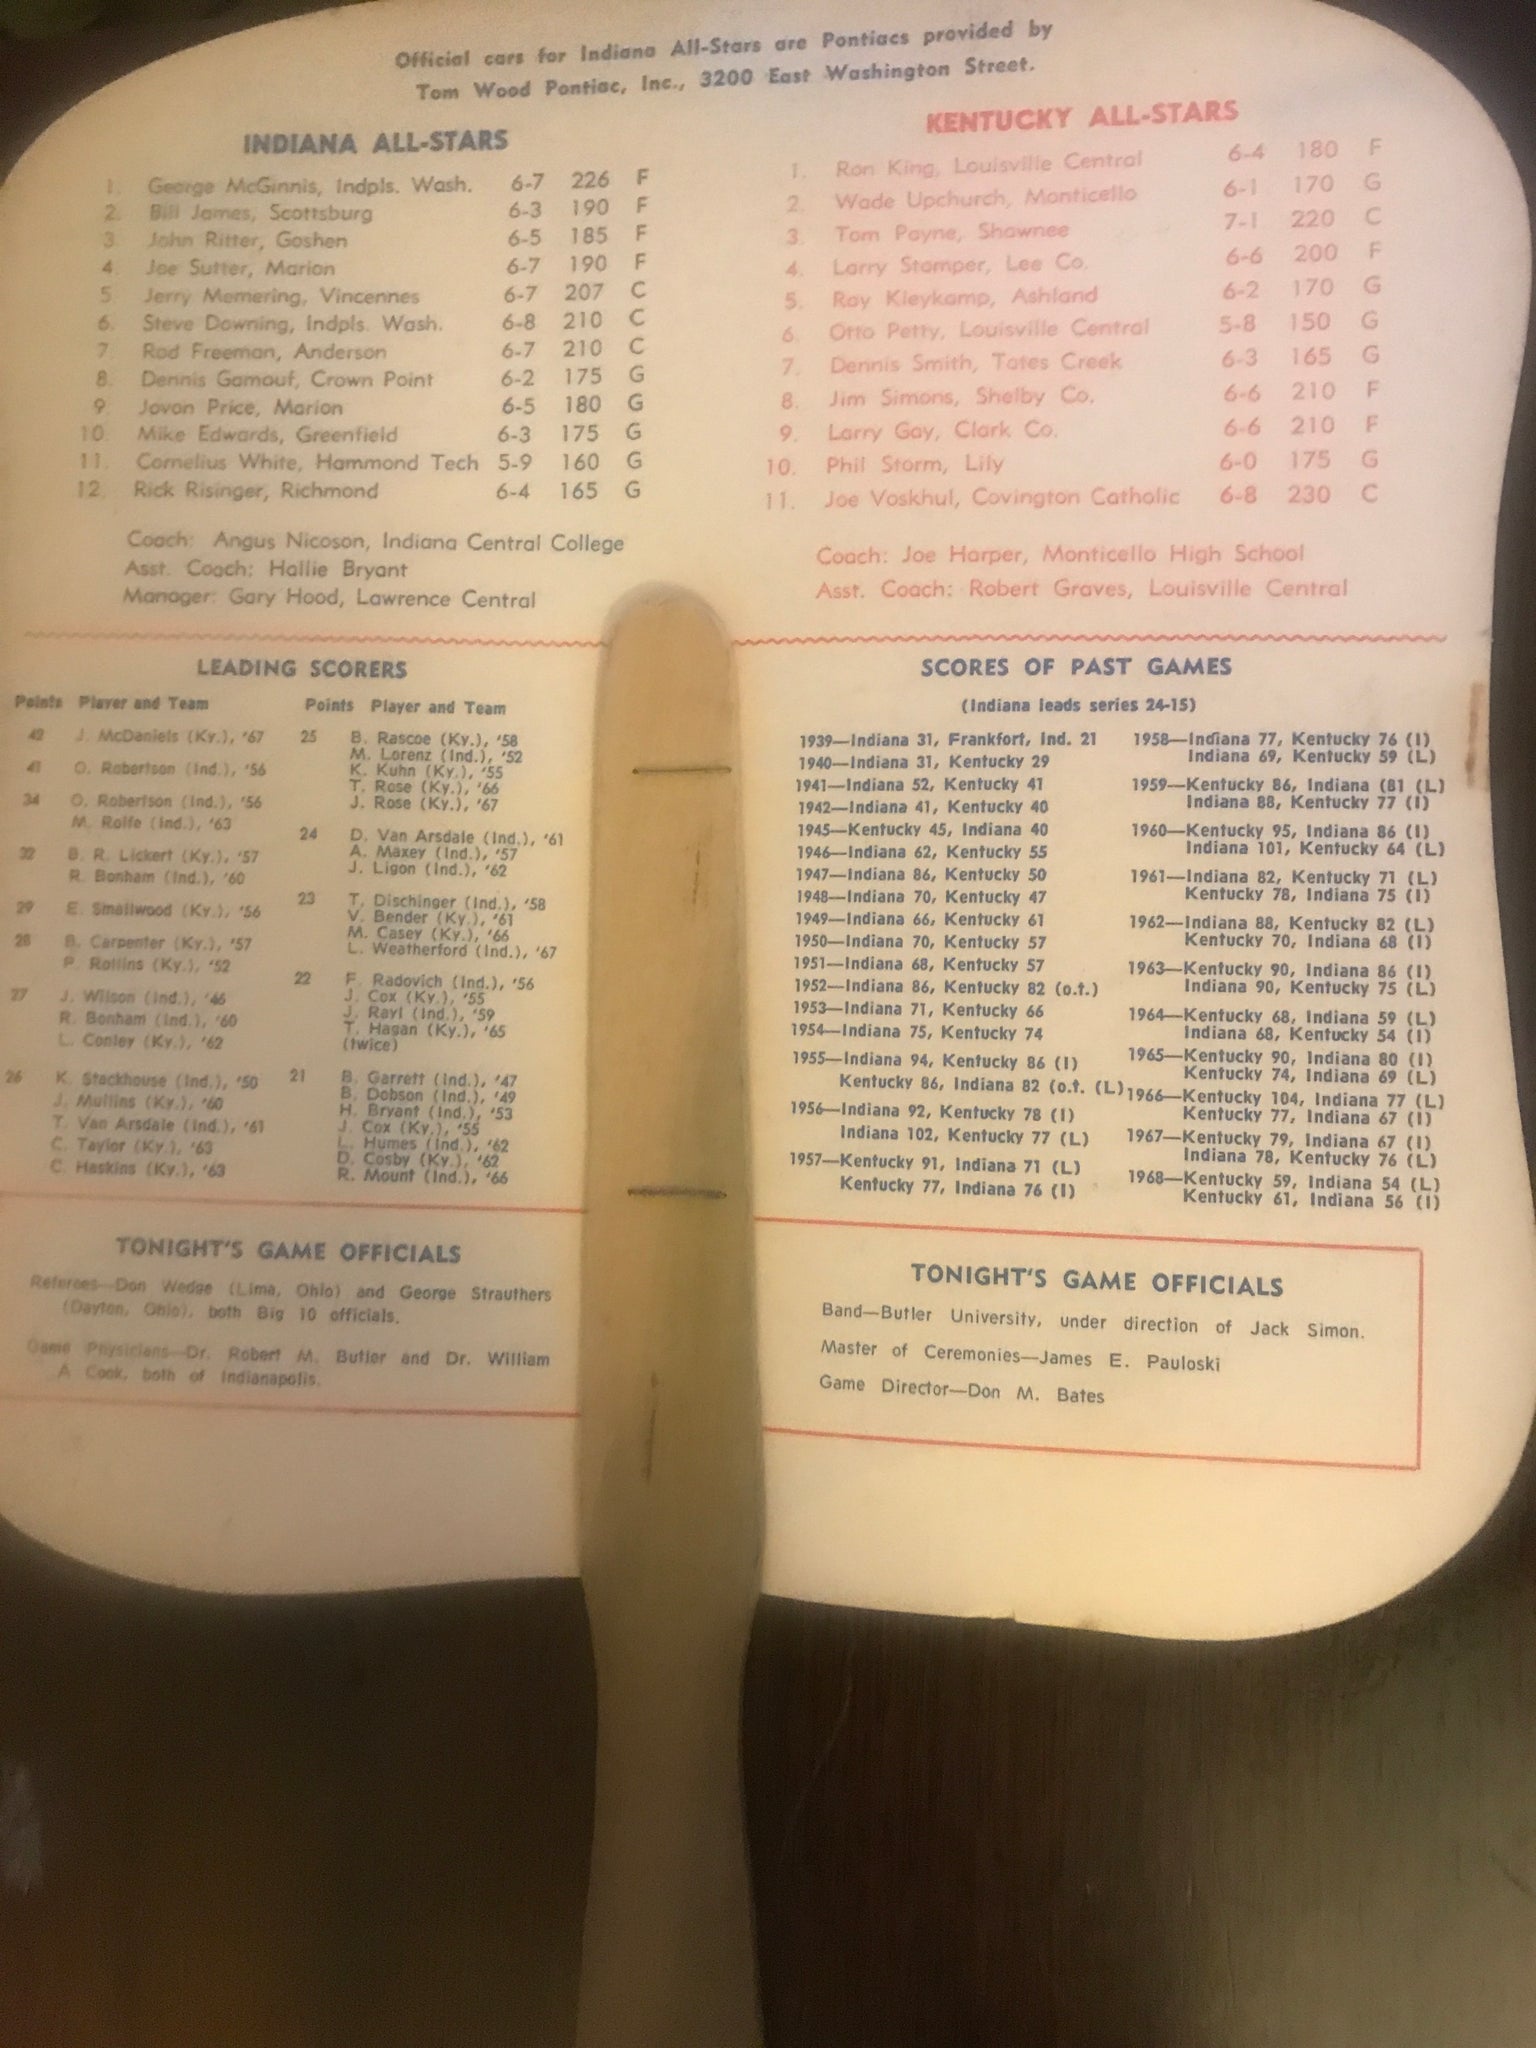 Official cars for Indiana All-Stars are Pontiacs provided by
Tom Wood Pontiac, Inc., 3200 East Washington Street.
INDIANA ALL-STARS
1. George McGinnis, Indpls. Wash. 6-7 226 F
2. Bill James, Scottsburg 6-3 190 F
3. John Ritter, Goshen 6-5 185 F
4. Joe Sutter, Marion 6-7 190 F
5. Jerry Memering, Vincennes 6-7 207 C
6. Steve Downing, Indpls. Wash. 6-8 210 C
7. Rod Freeman, Anderson 6-7 210 C
8. Dennis Gamauf, Crown Point 6-2 175 G
9. Jovon Price, Marion 6-5 180 G
10. Mike Edwards, Greenfield 6-3 175 G
11. Cornelius White, Hammond Tech 5-9 160 G
12. Rick Risinger, Richmond 6-4 165 G
Coach: Angus Nicoson, Indiana Central College
Asst. Coach: Hallie Bryant
Manager: Gary Hood, Lawrence Central
KENTUCKY ALL-STARS
1. Ron King, Louisville Central 6-4 180 F
2. Wade Upchurch, Monticello 6-1 170 G
3. Tom Payne, Shawnee 7-1 220 C
4. Larry Stamper, Lee Co. 6-6 200 F
5. Ray Kleykamp, Ashland 6-2 170 G
6. Otto Petty, Louisville Central 5-8 150 G
7. Dennis Smith, Tates Creek 6-3 165 G
8. Jim Simons, Shelby Co. 6-6 210 F
9. Larry Gay, Clark Co. 6-6 210 F
10. Phil Storm, Lily 6-0 175 G
11. Joe Voskhul, Covington Catholic 6-8 230 C
Coach: Joe Harper, Monticello High School
Asst. Coach: Robert Graves, Louisville Central
LEADING SCORERS
Points Player and Team
42 J. McDaniels (Ky.), '67
41 O. Robertson (Ind.), '56
34 O. Robertson (Ind.), '56
M. Rolfe (Ind.), '63
32 B. R. Lickert (Ky.), '57
R. Bonham (Ind.), '60
29 E. Smallwood (Ky.), '56
28 B. Carpenter (Ky.), '57
P. Rollins (Ky.), '52
27 J. Wilson (Ind.), '46
R. Bonham (Ind.), '60
L. Conley (Ky.), '62
26 K. Stackhouse (Ind.), '50
J. Mullins (Ky.), '60
T. Van Arsdale (Ind.), '61
C. Taylor (Ky.), '63
C. Haskins (Ky.), '63
Points Player and Team
25 B. Rascoe (Ky.), '58
M. Lorenz (Ind.), '52
K. Kuhn (Ky.), '55
T. Rose (Ky.), '66
J. Rose (Ky.), '67
24 D. Van Arsdale (Ind.), '61
A. Maxey (Ind.), '57
J. Ligon (Ind.), '62
23 T. Dischinger (Ind.), '58
V. Bender (Ky.), '61
M. Casey (Ky.), '66
L. Weatherford (Ind.), '67
22 F. Radovich (Ind.), '56
J. Cox (Ky.), '55
J. Rayl (Ind.), '59
T. Hagan (Ky.), '65
(twice)
21 B. Garrett (Ind.), '47
B. Dobson (Ind.), '49
H. Bryant (Ind.), '53
J. Cox (Ky.), '55
L. Humes (Ind.), '62
D. Cosby (Ky.), '62
R. Mount (Ind.), '66
SCORES OF PAST GAMES
(Indiana leads series 24-15)
1939—Indiana 31, Frankfort, Ind. 21
1940—Indiana 31, Kentucky 29
1941—Indiana 52, Kentucky 41
1942—Indiana 41, Kentucky 40
1945—Kentucky 45, Indiana 40
1946—Indiana 62, Kentucky 55
1947—Indiana 86, Kentucky 50
1948—Indiana 70, Kentucky 47
1949—Indiana 66, Kentucky 61
1950—Indiana 70, Kentucky 57
1951—Indiana 68, Kentucky 57
1952—Indiana 86, Kentucky 82 (o.t.)
1953—Indiana 71, Kentucky 66
1954—Indiana 75, Kentucky 74
1955—Indiana 94, Kentucky 86 (I)
Kentucky 86, Indiana 82 (o.t. (L)
1956—Indiana 92, Kentucky 78 (I)
Indiana 102, Kentucky 77 (L)
1957—Kentucky 91, Indiana 71 (L)
Kentucky 77, Indiana 76 (I)
1958—Indiana 77, Kentucky 76 (I)
Indiana 69, Kentucky 59 (L)
1959—Kentucky 86, Indiana (81 (L)
Indiana 88, Kentucky 77 (I)
1960—Kentucky 95, Indiana 86 (I)
Indiana 101, Kentucky 64 (L)
1961—Indiana 82, Kentucky 71 (L)
Kentucky 78, Indiana 75 (I)
1962—Indiana 88, Kentucky 82 (L)
Kentucky 70, Indiana 68 (I)
1963—Kentucky 90, Indiana 86 (I)
Indiana 90, Kentucky 75 (L)
1964—Kentucky 68, Indiana 59 (L)
Indiana 68, Kentucky 54 (I)
1965—Kentucky 90, Indiana 80 (I)
Kentucky 74, Indiana 69 (L)
1966—Kentucky 104, Indiana 77 (L)
Kentucky 77, Indiana 67 (I)
1967—Kentucky 79, Indiana 67 (I)
Indiana 78, Kentucky 76 (L)
1968—Kentucky 59, Indiana 54 (L)
Kentucky 61, Indiana 56 (I)
TONIGHT'S GAME OFFICIALS
Referees—Don Wedge (Lima, Ohio) and George Strauthers
(Dayton, Ohio), both Big 10 officials.
Game Physicians—Dr. Robert M. Butler and Dr. William
A Cook, both of Indianapolis.
TONIGHT'S GAME OFFICIALS
Band—Butler University, under direction of Jack Simon.
Master of Ceremonies—James E. Pauloski
Game Director—Don M. Bates